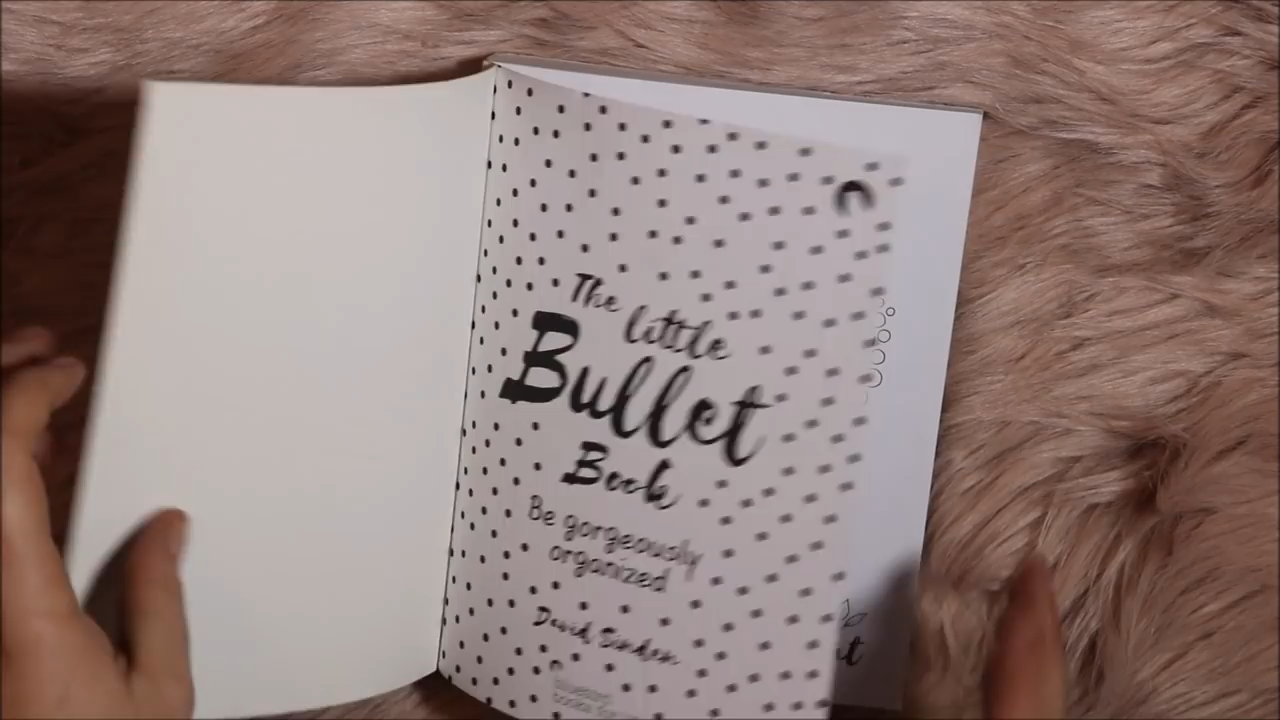 The little
Bullet
Book
Be gorgeously
organized
David Sinden